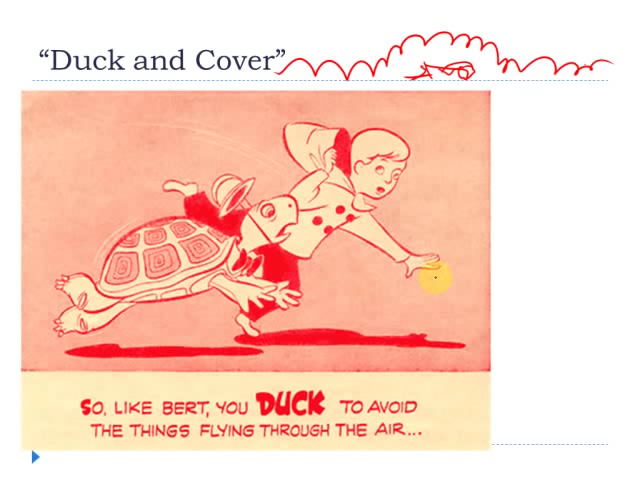 “Duck and Cover”
SO, LIKE BERT, YOU DUCK TO AVOID
THE THINGS FLYING THROUGH THE AIR...